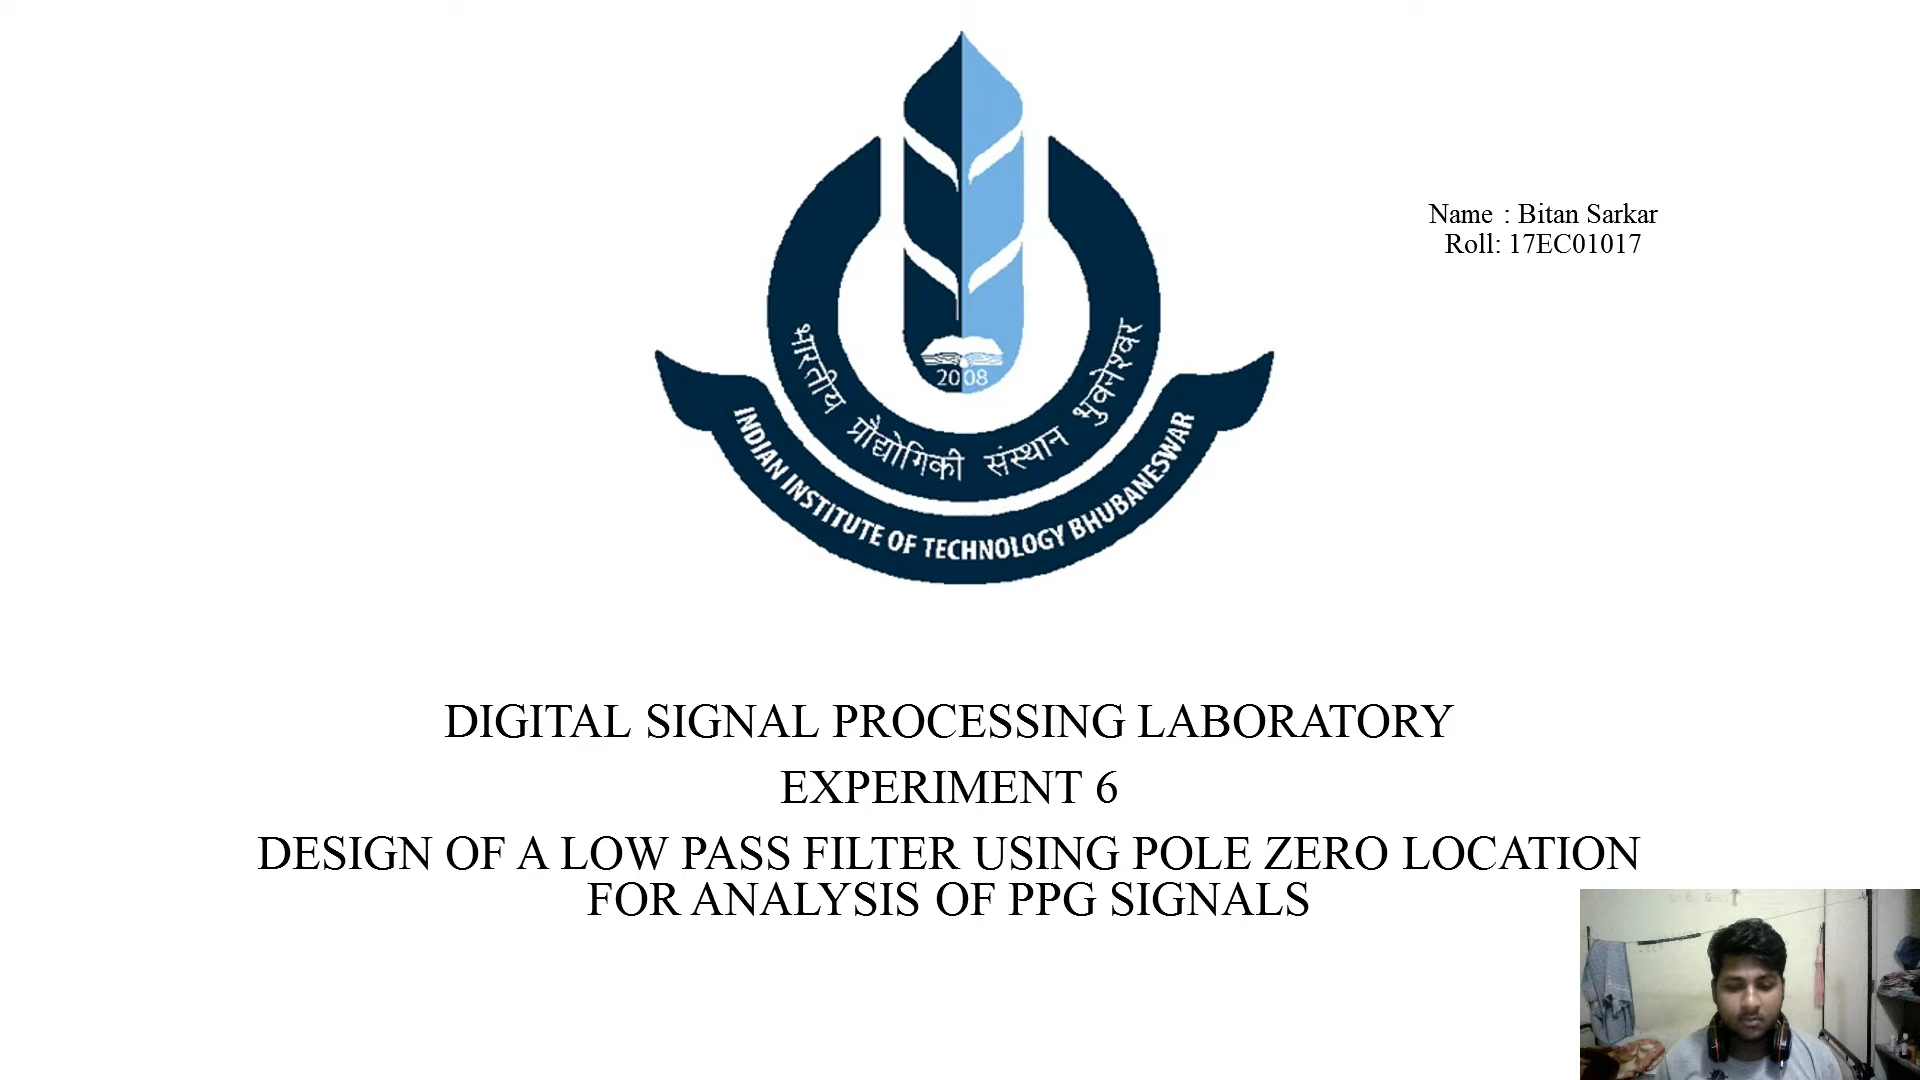 2008
भारतीय प्रौद्योगिकी संस्थान भुवनेश्वर
INDIAN INSTITUTE OF TECHNOLOGY BHUBANESWAR
Name : Bitan Sarkar
Roll: 17EC01017
DIGITAL SIGNAL PROCESSING LABORATORY
EXPERIMENT 6
DESIGN OF A LOW PASS FILTER USING POLE ZERO LOCATION
FOR ANALYSIS OF PPG SIGNALS